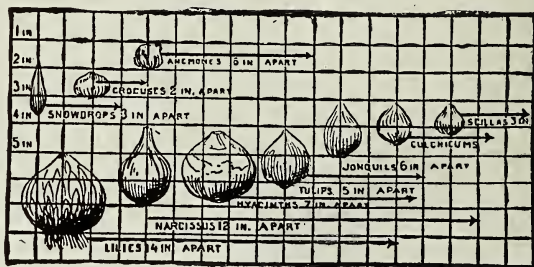 1 IN
2 IN
ANEMONES 6 IN APART
3 IN
CROCUSES 2 IN. APART
4 IN
SNOWDROPS 3 IN APART
SCILLAS 3 IN
CULCHICUMS
5 IN
JONQUILS 6 IN APART
TULIPS. 5 IN APART
HYACINTHS 7 IN. APART
NARCISSUS 12 IN. APART
LILIES 14 IN APART